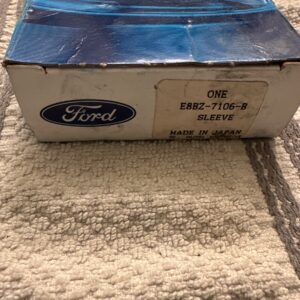 Ford
ONE
E8BZ-7106-B
SLEEVE
MADE IN JAPAN